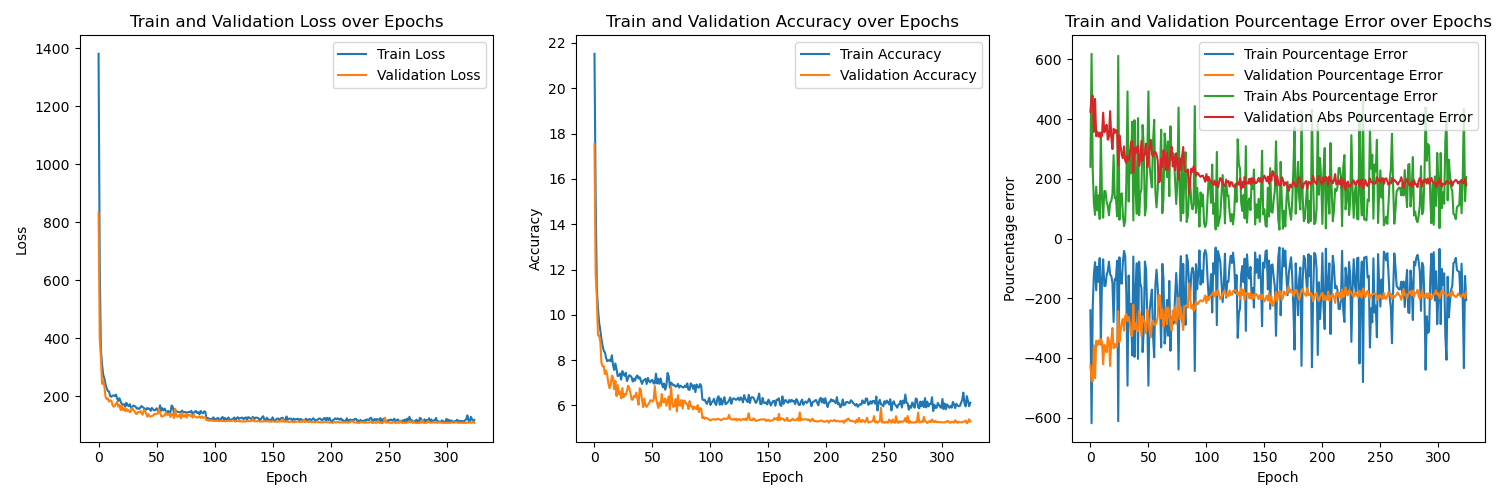 Train and Validation Loss over Epochs
Loss
1400
1200
1000
800
600
400
200
Train Loss
Validation Loss
0
50
100
150
200
250
300
Epoch
Train and Validation Accuracy over Epochs
Accuracy
22
20
18
16
14
12
10
8
6
Train Accuracy
Validation Accuracy
0
50
100
150
200
250
300
Epoch
Train and Validation Pourcentage Error over Epochs
Pourcentage error
600
400
200
0
−200
−400
−600
Train Pourcentage Error
Validation Pourcentage Error
Train Abs Pourcentage Error
Validation Abs Pourcentage Error
0
50
100
150
200
250
300
Epoch